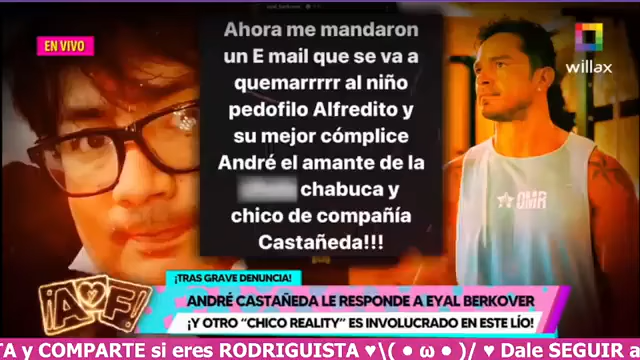 EN VIVO
willax
Ahora me mandaron
un E mail que se va a
quemarrrrr al niño
pedofilo Alfredito y
su mejor cómplice
André el amante de la
chabuca y
chico de compañía
Castañeda!!!
OMR
¡TRAS GRAVE DENUNCIA!
¡A♥F!
ANDRÉ CASTAÑEDA LE RESPONDE A EYAL BERKOVER
¡Y OTRO "CHICO REALITY" ES INVOLUCRADO EN ESTE LÍO!
TA y COMPARTE si eres RODRIGUISTA ♥\(●ω●)/♥ Dale SEGUIR a